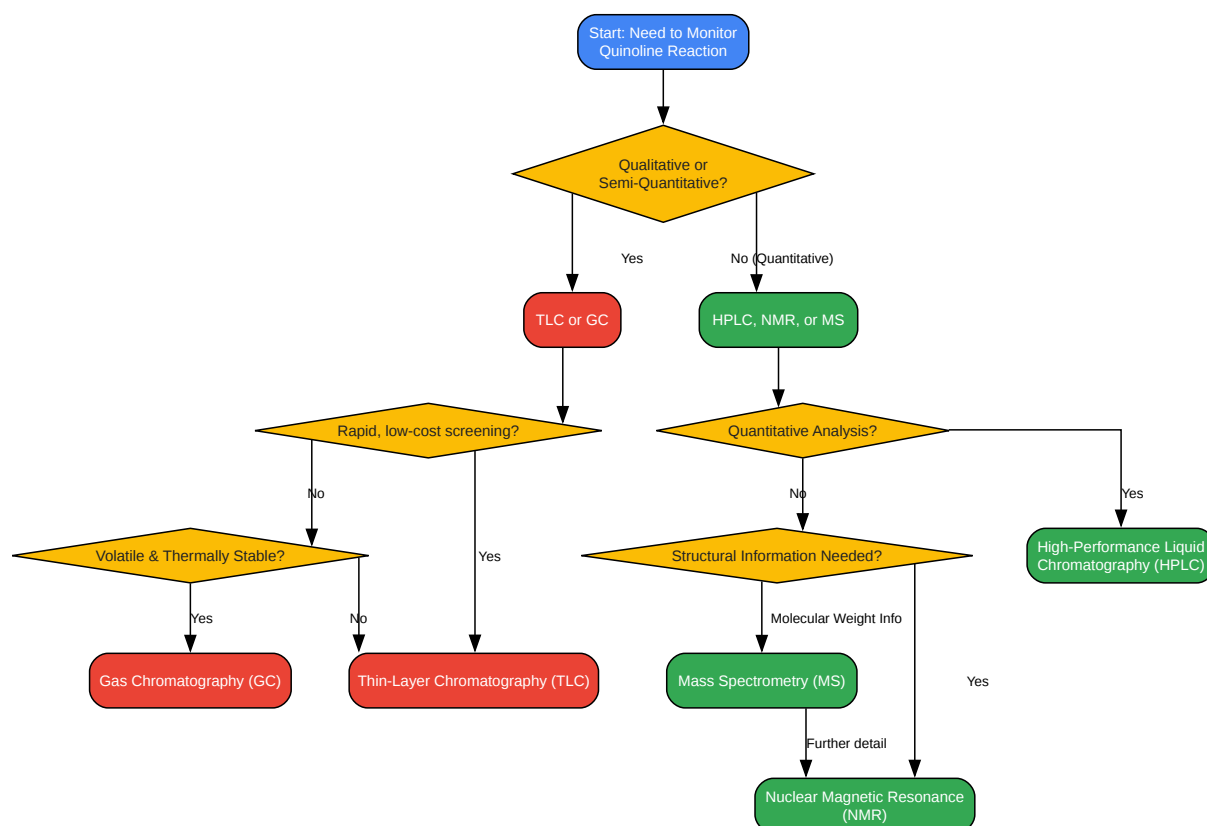 Start: Need to Monitor
Quinoline Reaction
Qualitative or
Semi-Quantitative?
Yes
No (Quantitative)
TLC or GC
HPLC, NMR, or MS
Rapid, low-cost screening?
Quantitative Analysis?
No
No
Yes
High-Performance Liquid
Chromatography (HPLC)
Volatile & Thermally Stable?
Yes
Structural Information Needed?
Yes
No
Molecular Weight Info
Gas Chromatography (GC)
Thin-Layer Chromatography (TLC)
Mass Spectrometry (MS)
Yes
Further detail
Nuclear Magnetic Resonance
(NMR)